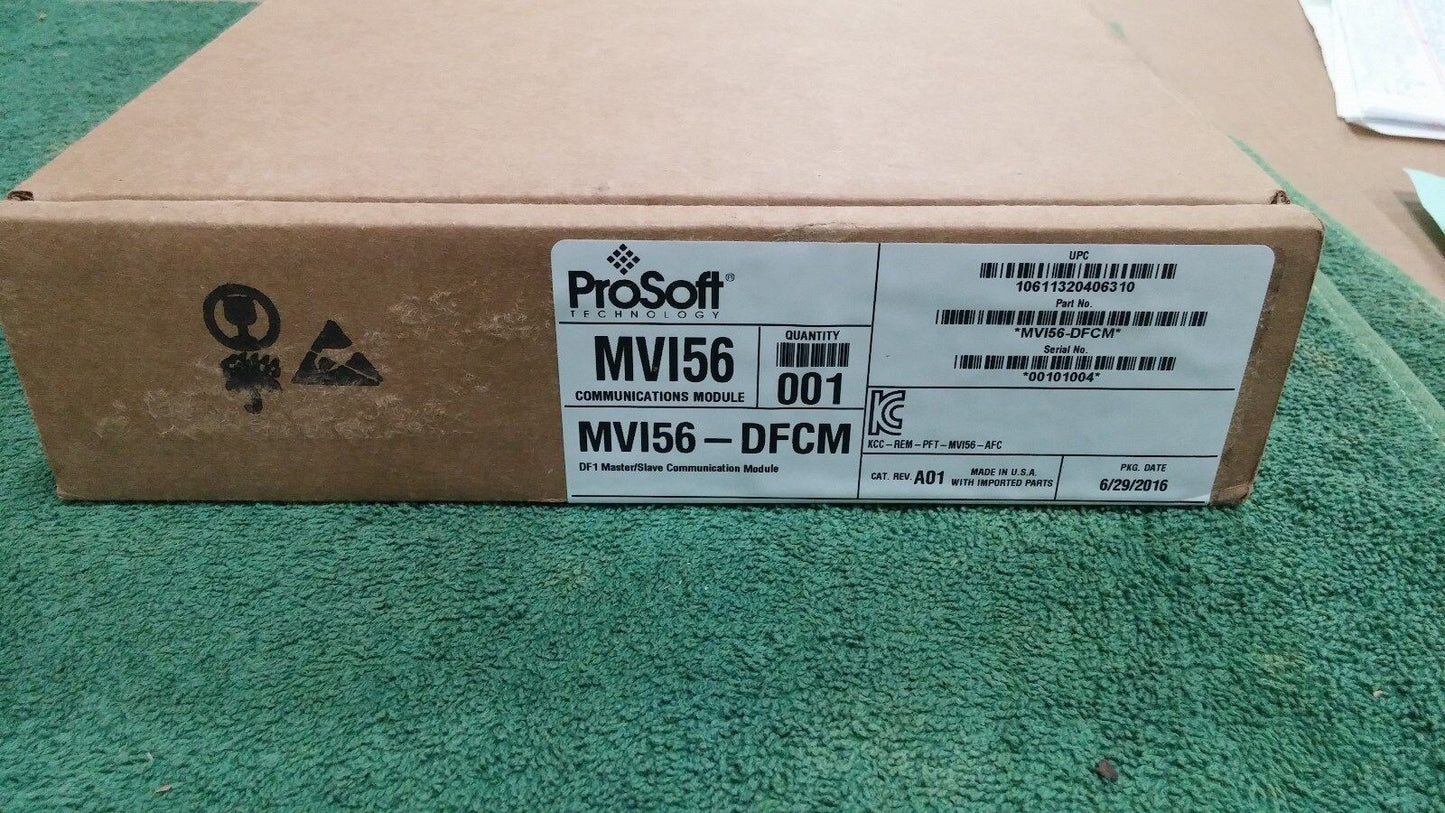 ProSoft®
TECHNOLOGY
MVI56
COMMUNICATIONS MODULE
QUANTITY
001
MVI56-DFCM
DF1 Master/Slave Communication Module
UPC
10611320406310
Part No.
*MVI56-DFCM*
Serial No.
*00101004*
KC
KCC-REM-PFT-MVI56-AFC
CAT. REV. A01
MADE IN U.S.A.
WITH IMPORTED PARTS
PKG. DATE
6/29/2016